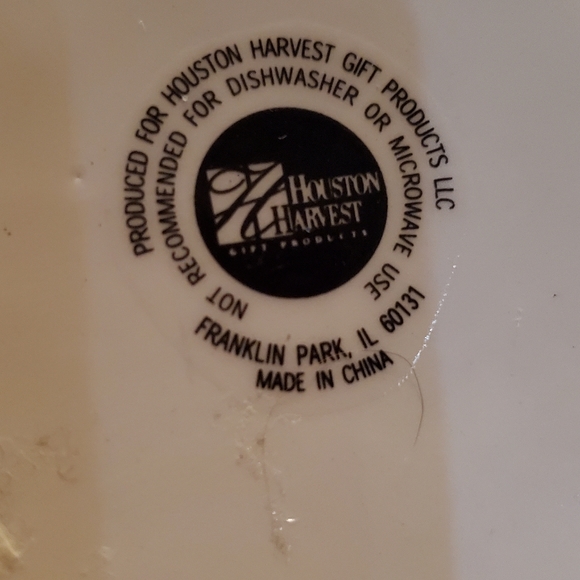 PRODUCED FOR HOUSTON HARVEST GIFT PRODUCTS LLC
NOT RECOMMENDED FOR DISHWASHER OR MICROWAVE USE
HOUSTON
HARVEST
GIFT PRODUCTS
FRANKLIN PARK, IL 60131
MADE IN CHINA